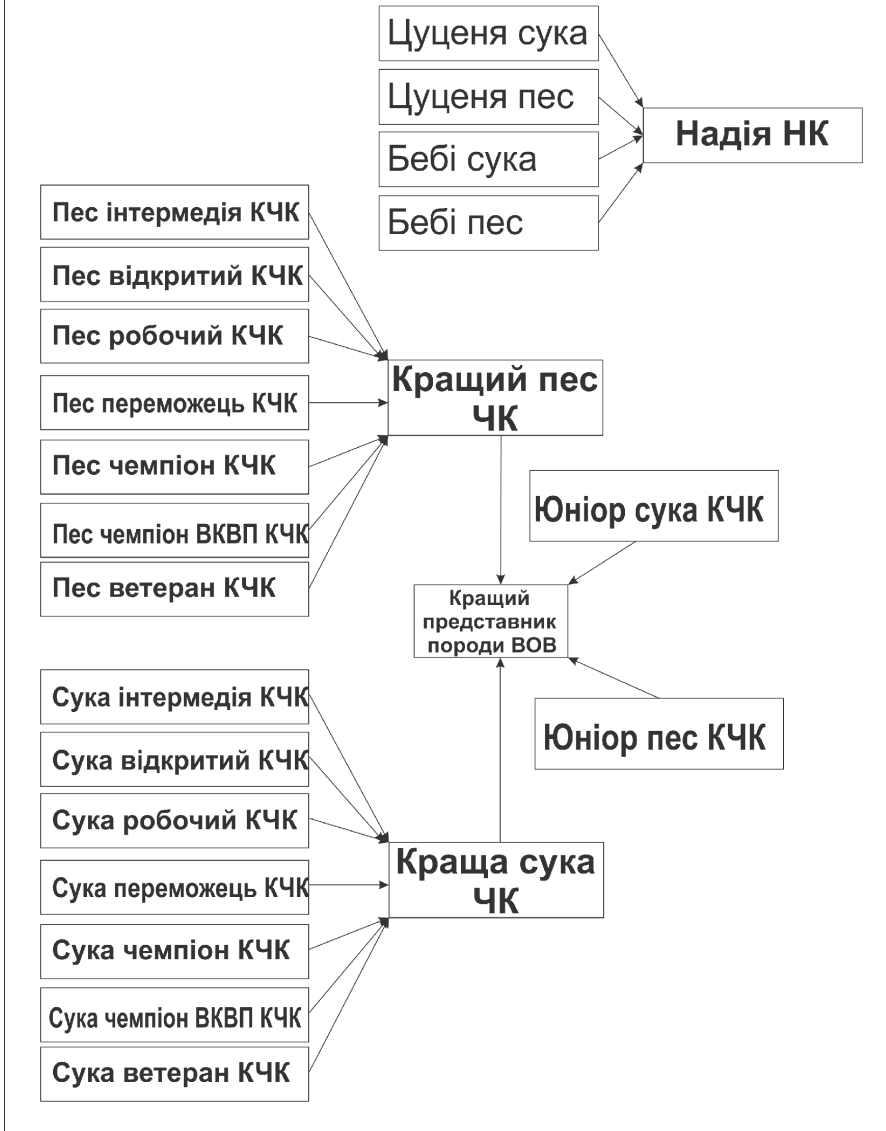 Цуценя сука
Цуценя пес
Бебі сука
Бебі пес
Надія НК
Пес інтермедія КЧК
Пес відкритий КЧК
Пес робочий КЧК
Пес переможець КЧК
Пес чемпіон КЧК
Пес чемпіон ВКВП КЧК
Пес ветеран КЧК
Кращий пес
ЧК
Юніор сука КЧК
Кращий
представник
породи ВОВ
Юніор пес КЧК
Сука інтермедія КЧК
Сука відкритий КЧК
Сука робочий КЧК
Сука переможець КЧК
Сука чемпіон КЧК
Сука чемпіон ВКВП КЧК
Сука ветеран КЧК
Краща сука
ЧК